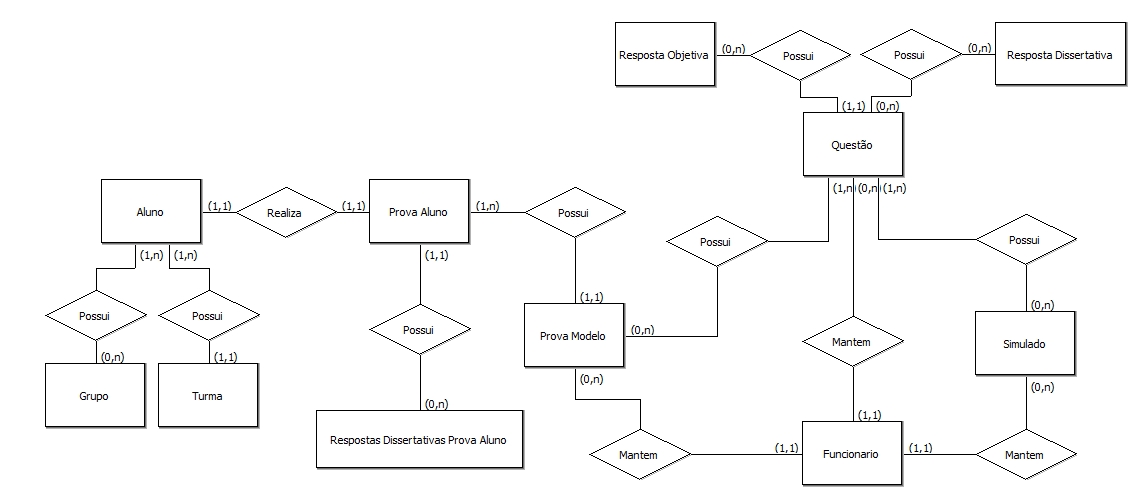 Resposta Objetiva
(0,n)
Possui
Possui
(0,n)
Resposta Dissertativa
(1,1)
(0,n)
Questão
(1,n)
(0,n)
(1,n)
Aluno
(1,1)
Realiza
(1,1)
Prova Aluno
(1,n)
Possui
Possui
Possui
(1,n)
(1,n)
(1,1)
(1,1)
(0,n)
Possui
Possui
Possui
Prova Modelo
(0,n)
Mantem
Simulado
(0,n)
(1,1)
(0,n)
(0,n)
Grupo
Turma
(0,n)
(1,1)
Respostas Dissertativas Prova Aluno
Mantem
(1,1)
Funcionario
(1,1)
Mantem